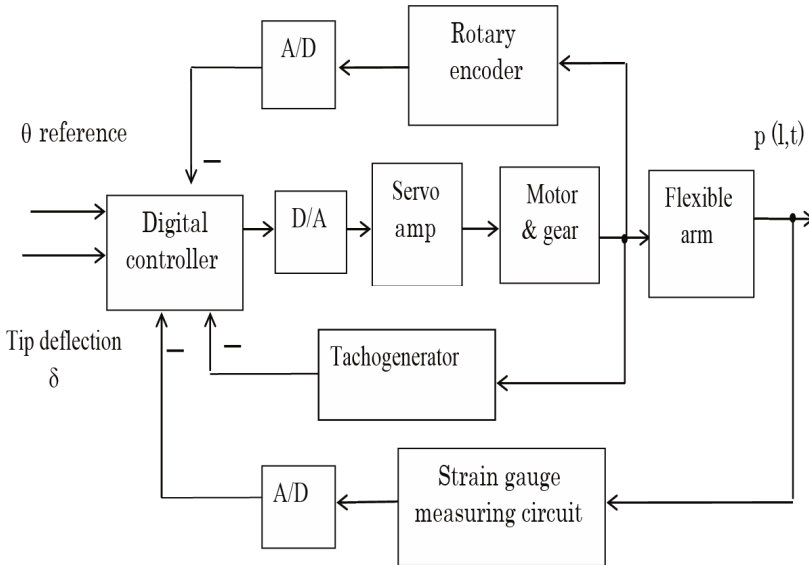 A/D
Rotary
encoder
θ reference
p (l,t)
–
Digital
controller
D/A
Servo
amp
Motor
& gear
Flexible
arm
Tip deflection
δ
–
–
Tachogenerator
A/D
Strain gauge
measuring circuit